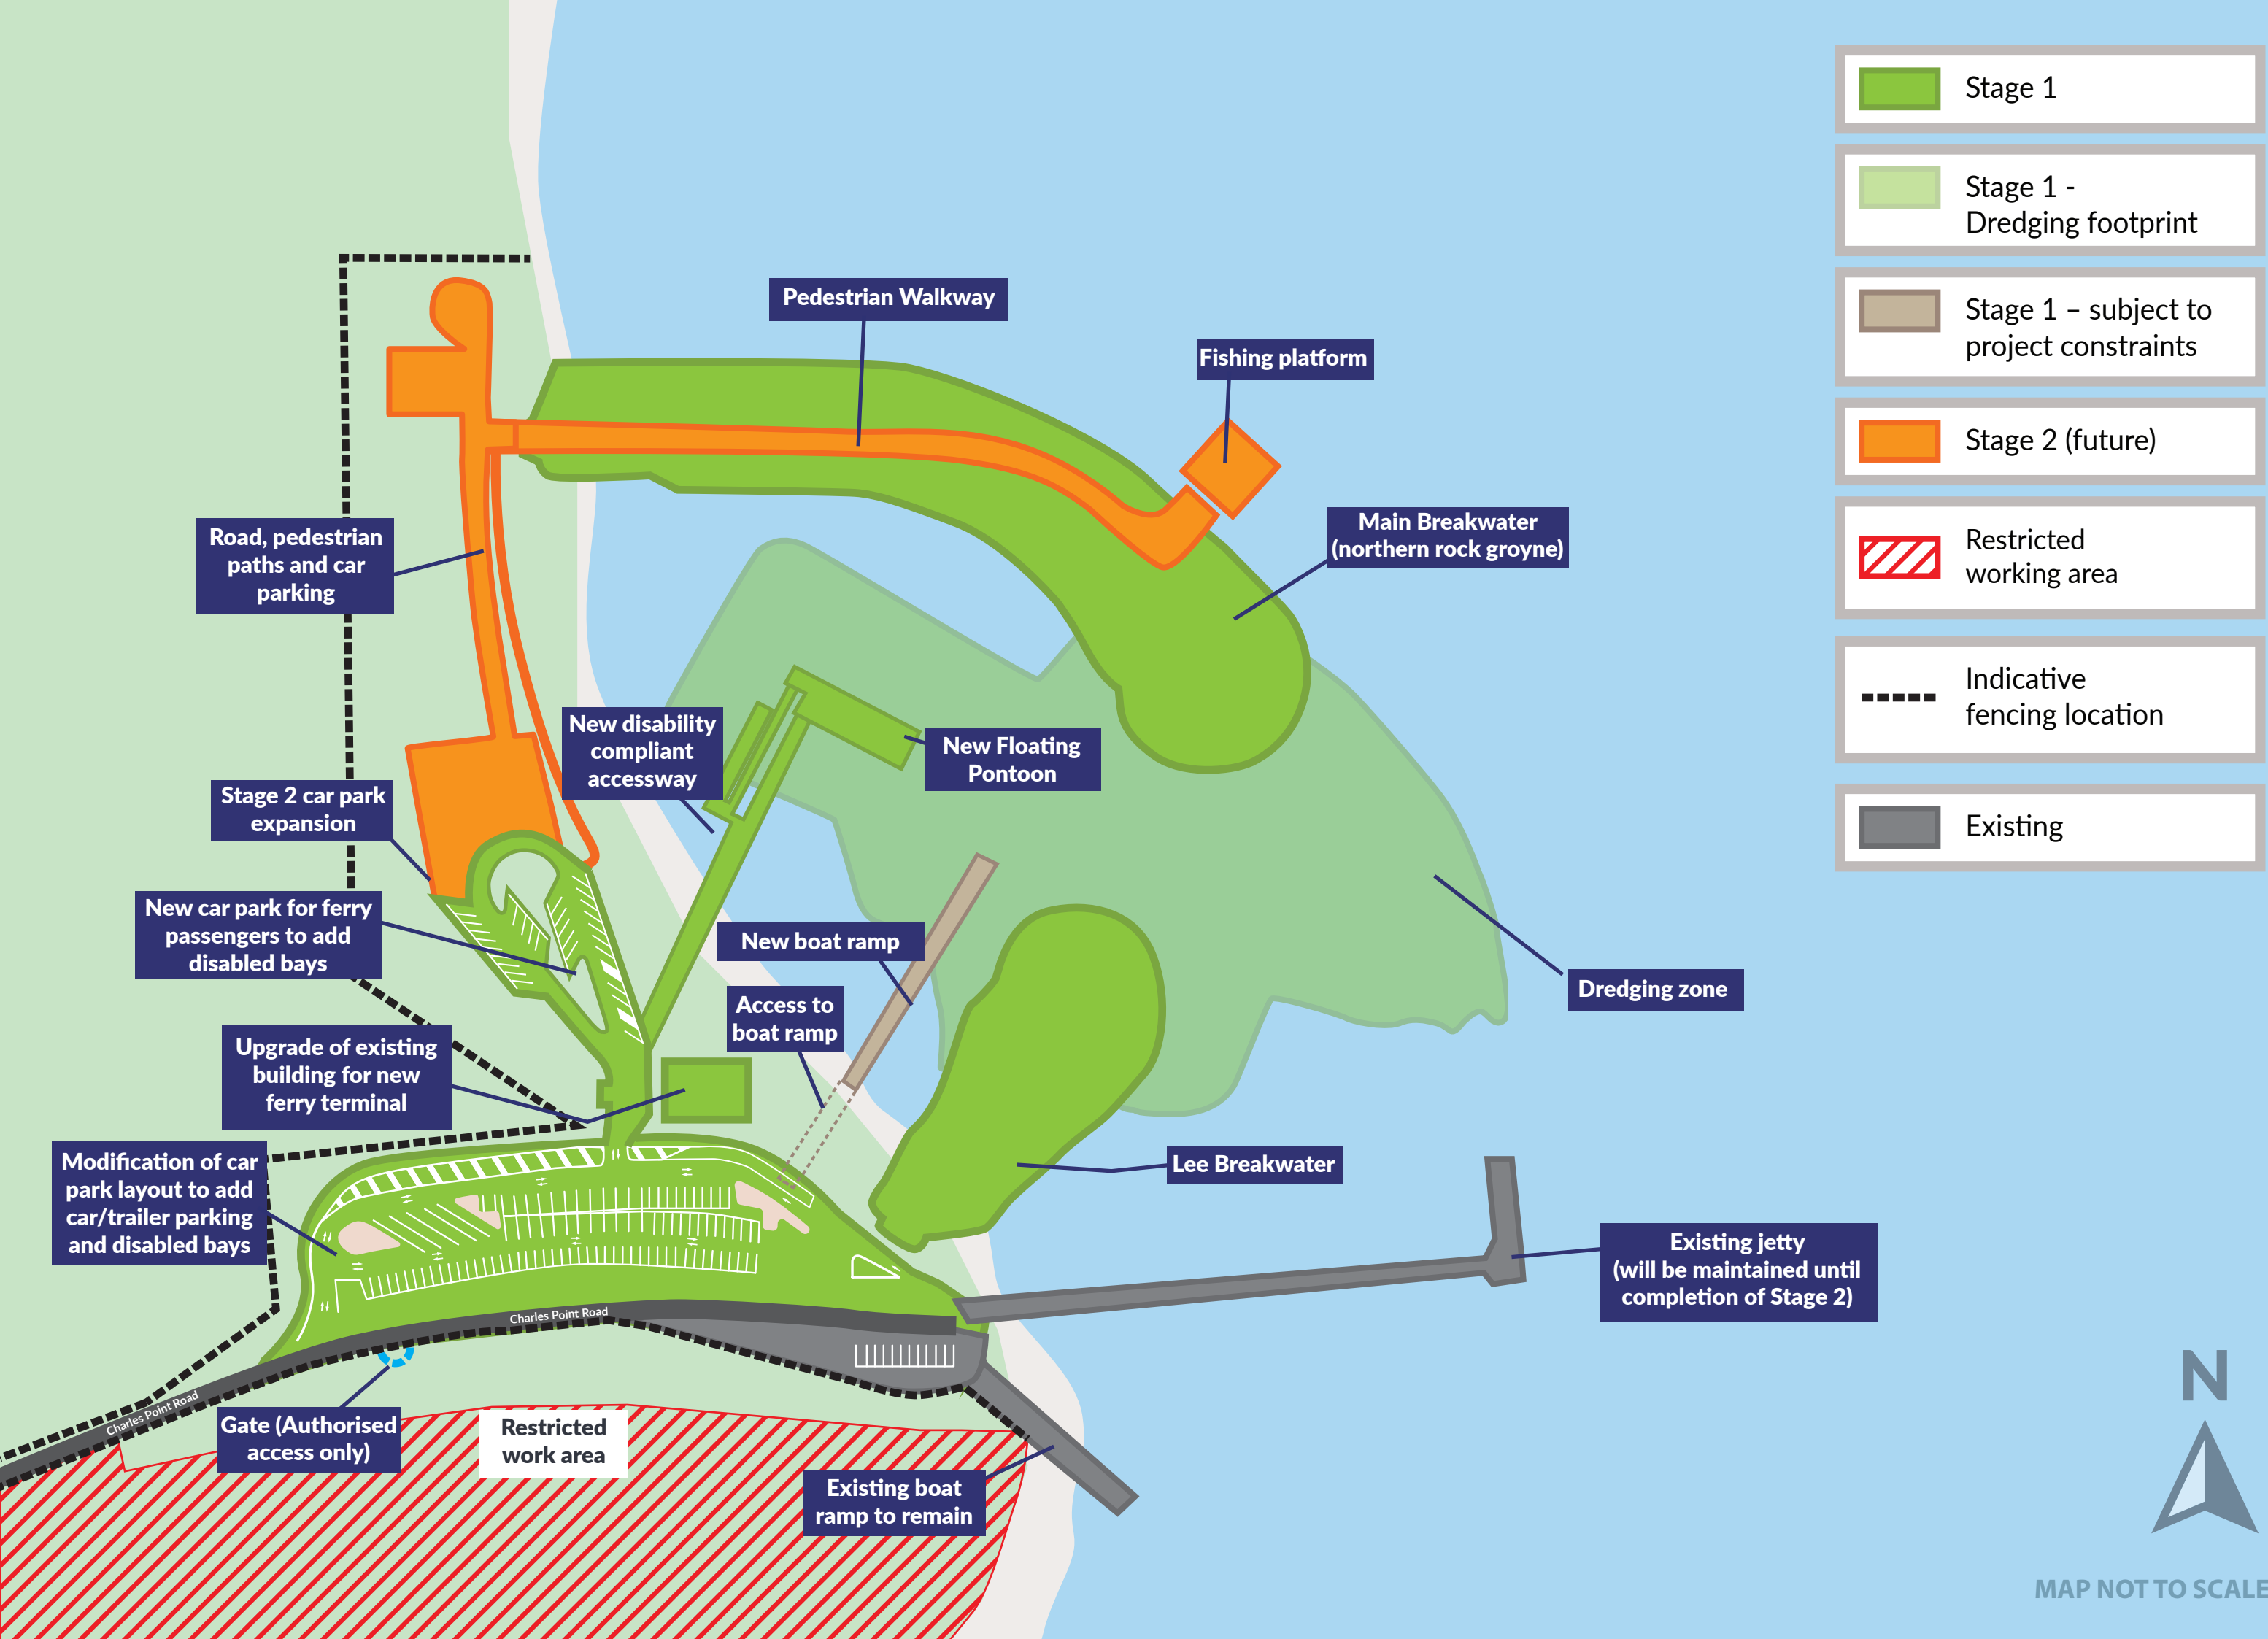 Stage 1
Stage 1 -
Dredging footprint
Stage 1 – subject to
project constraints
Stage 2 (future)
Restricted
working area
Indicative
fencing location
Existing
Pedestrian Walkway
Fishing platform
Main Breakwater
(northern rock groyne)
Road, pedestrian
paths and car
parking
New disability
compliant
accessway
New Floating
Pontoon
Stage 2 car park
expansion
New car park for ferry
passengers to add
disabled bays
New boat ramp
Access to
boat ramp
Dredging zone
Upgrade of existing
building for new
ferry terminal
Modification of car
park layout to add
car/trailer parking
and disabled bays
Lee Breakwater
Existing jetty
(will be maintained until
completion of Stage 2)
Charles Point Road
Charles Point Road
Gate (Authorised
access only)
Restricted
work area
Existing boat
ramp to remain
N
MAP NOT TO SCALE